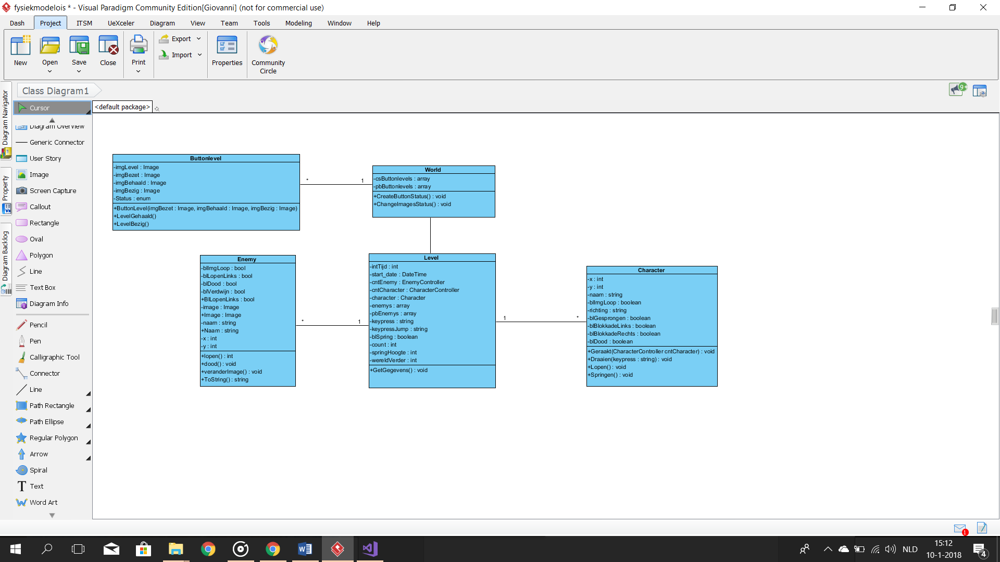 fysiekmodelois * - Visual Paradigm Community Edition[Giovanni] (not for commercial use)
Dash Project ITSM UeXceler Diagram View Team Tools Modeling Window Help
New
Open
Save
Close
Print
Export
Import
Properties
Community
Circle
Class Diagram1
9+
Diagram Navigator
Property
Diagram Backlog
Cursor
Diagram Overview
Generic Connector
User Story
Image
Screen Capture
Callout
Rectangle
Oval
Polygon
Line
Text Box
Diagram Info
Pencil
Pen
Calligraphic Tool
Connector
Line
Path Rectangle
Path Ellipse
Regular Polygon
Arrow
Spiral
Text
Word Art
<default package>
Buttonlevel
-imgLevel : Image
-imgBezet : Image
-imgBehaald : Image
-imgBezig : Image
-Status : enum
+ButtonLevel(imgBezet : Image, imgBehaald : Image, imgBezig : Image)
+LevelGehaald()
+LevelBezig()
* 1
World
-csButtonlevels : array
-pbButtonlevels : array
+CreateButtonStatus() : void
+ChangeImagesStatus() : void
Enemy
-blImgLoop : bool
-blLopenLinks : bool
-blDood : bool
-blVerdwijn : bool
+BlLopenLinks : bool
-image : Image
+Image : Image
-naam : string
+Naam : string
-x : int
-y : int
+lopen() : int
+dood() : void
+veranderImage() : void
+ToString() : string
* 1
Level
-intTijd : int
-start_date : DateTime
-cntEnemy : EnemyController
-cntCharacter : CharacterController
-character : Character
-enemys : array
-pbEnemys : array
-keypress : string
-keypressJump : string
-blSpring : boolean
-count : int
-springHoogte : int
-wereldVerder : int
+GetGegevens() : void
1 *
Character
-x : int
-y : int
-naam : string
-blImgLoop : boolean
-richting : string
-blGesprongen : boolean
-blBlokkadeLinks : boolean
-blBlokkadeRechts : boolean
-blDood : boolean
+Geraakt(CharacterController cntCharacter) : void
+Draaien(keypress : string) : void
+Lopen() : void
+Springen() : void
1
NLD
15:12
10-1-2018
4